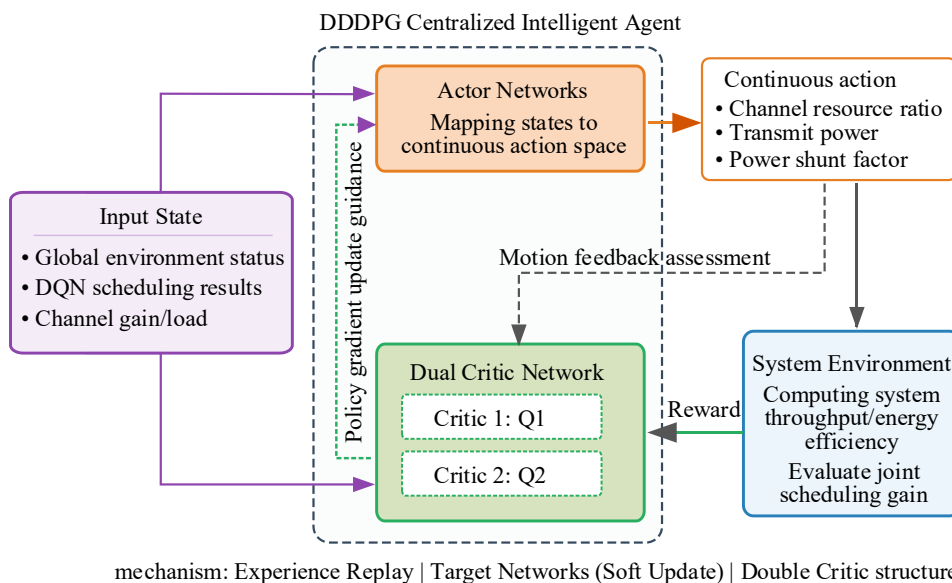 DDDPG Centralized Intelligent Agent
Actor Networks
Mapping states to
continuous action space
Continuous action
• Channel resource ratio
• Transmit power
• Power shunt factor
Input State
• Global environment status
• DQN scheduling results
• Channel gain/load
Policy gradient update guidance
Motion feedback assessment
Dual Critic Network
Critic 1: Q1
Critic 2: Q2
Reward
System Environment
Computing system
throughput/energy
efficiency
Evaluate joint
scheduling gain
mechanism: Experience Replay | Target Networks (Soft Update) | Double Critic structure